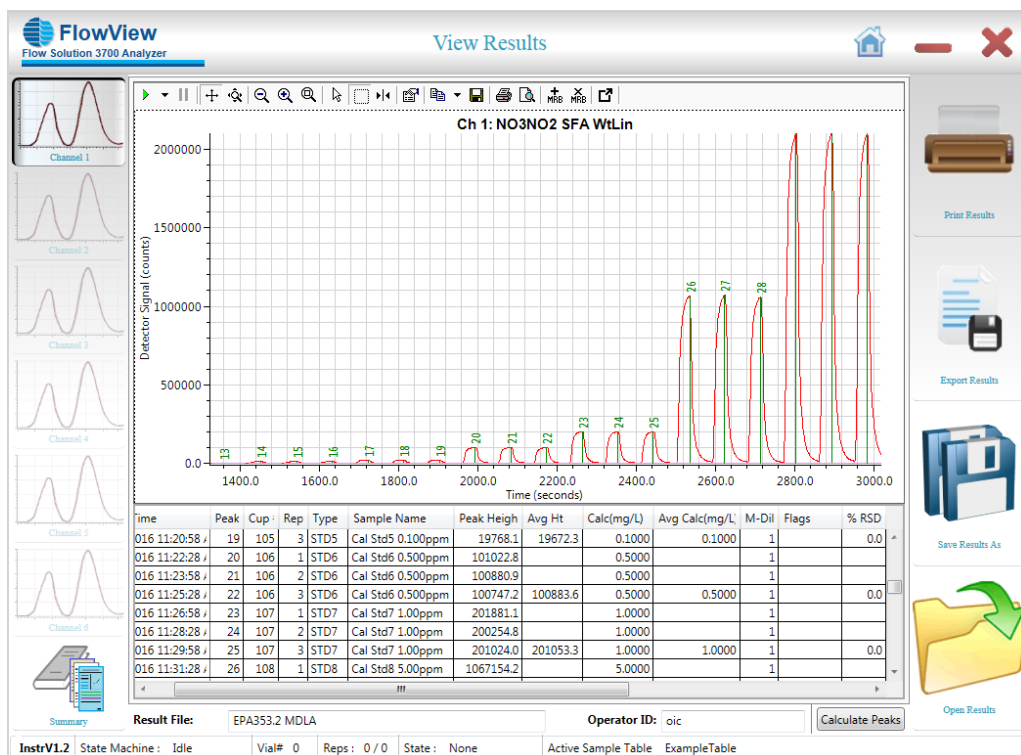 FlowView
Flow Solution 3700 Analyzer
View Results
Channel 1
Channel 2
Channel 3
Channel 4
Channel 5
Channel 6
Summary
MRB MRB
Ch 1: NO3NO2 SFA WtLin
Detector Signal (counts)
2000000
1500000
1000000
500000
0.0
13 14 15 16 17 18 19 20 21 22 23 24 25 26 27 28
1400.0 1600.0 1800.0 2000.0 2200.0 2400.0 2600.0 2800.0 3000.0
Time (seconds)
Time Peak Cup Rep Type Sample Name Peak Heigh Avg Ht Calc(mg/L) Avg Calc(mg/L) M-Dil Flags % RSD
016 11:20:58 19 105 3 STD5 Cal Std5 0.100ppm 19768.1 19672.3 0.1000 0.1000 1 0.0
016 11:22:28 20 106 1 STD6 Cal Std6 0.500ppm 101022.8 0.5000 1
016 11:23:58 21 106 2 STD6 Cal Std6 0.500ppm 100880.9 0.5000 1
016 11:25:28 22 106 3 STD6 Cal Std6 0.500ppm 100747.2 100883.6 0.5000 0.5000 1 0.0
016 11:26:58 23 107 1 STD7 Cal Std7 1.00ppm 201881.1 1.0000 1
016 11:28:28 24 107 2 STD7 Cal Std7 1.00ppm 200254.8 1.0000 1
016 11:29:58 25 107 3 STD7 Cal Std7 1.00ppm 201024.0 201053.3 1.0000 1.0000 1 0.0
016 11:31:28 26 108 1 STD8 Cal Std8 5.00ppm 1067154.2 5.0000 1
Result File: EPA353.2 MDLA Operator ID: oic Calculate Peaks
Print Results
Export Results
Save Results As
Open Results
InstrV1.2 State Machine : Idle Vial# 0 Reps : 0 / 0 State : None Active Sample Table ExampleTable